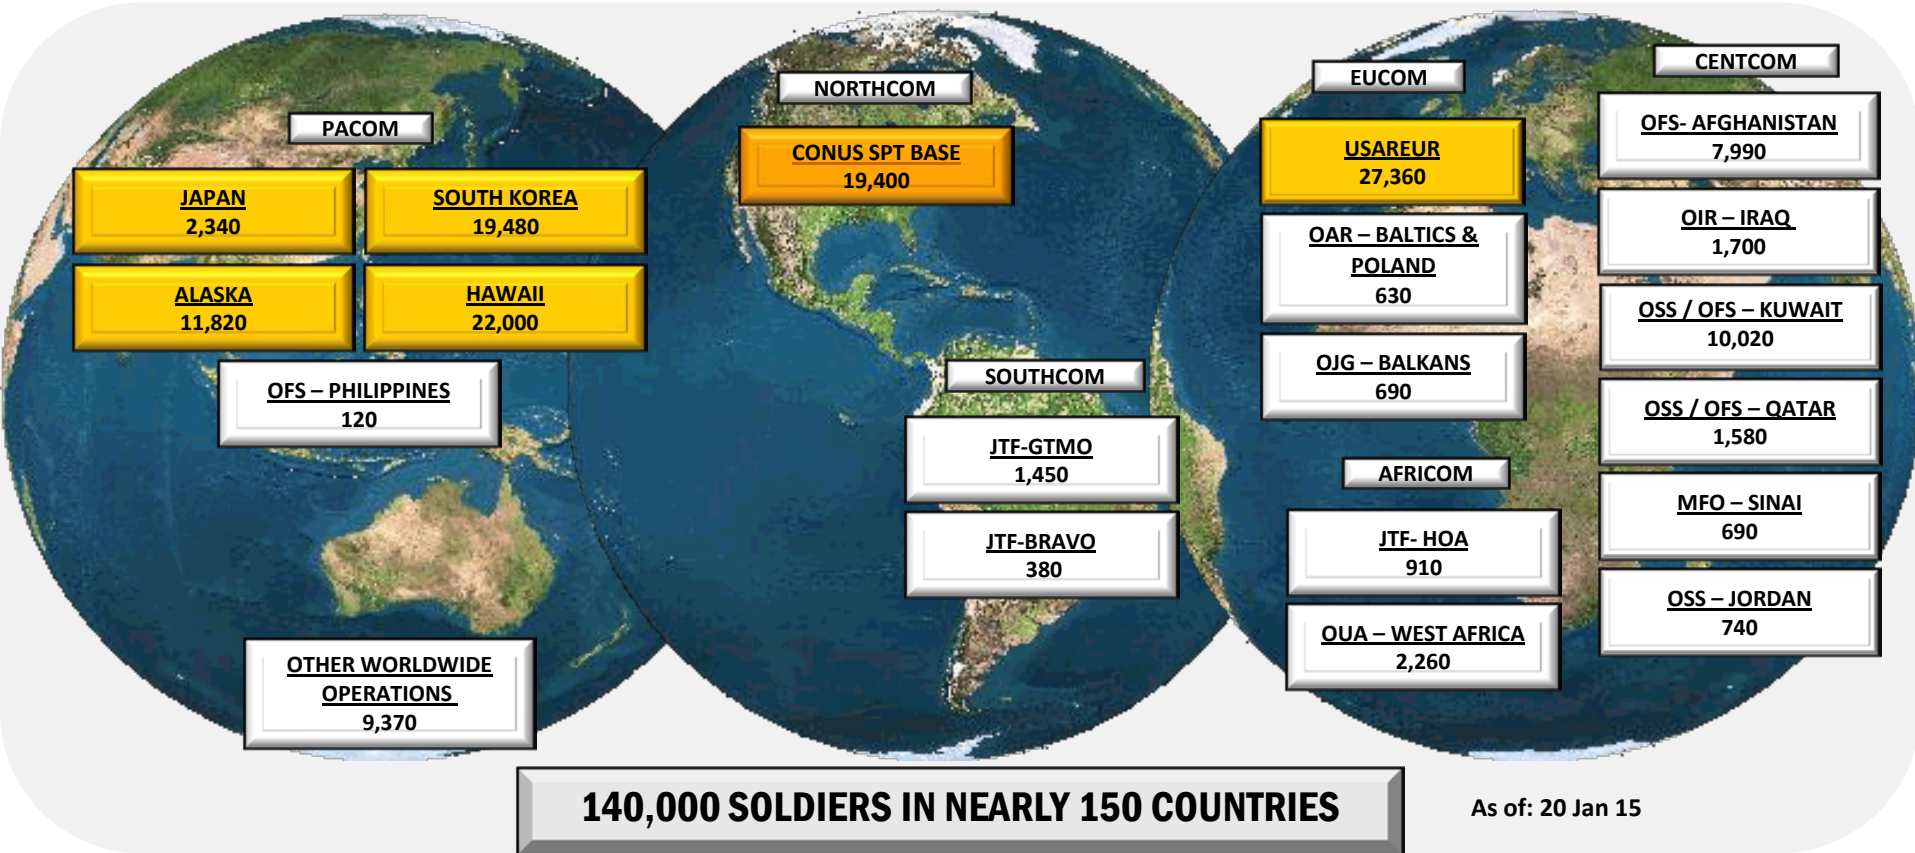 PACOM
JAPAN
2,340
SOUTH KOREA
19,480
ALASKA
11,820
HAWAII
22,000
OFS – PHILIPPINES
120
OTHER WORLDWIDE
OPERATIONS
9,370
NORTHCOM
CONUS SPT BASE
19,400
SOUTHCOM
JTF-GTMO
1,450
JTF-BRAVO
380
EUCOM
USAREUR
27,360
OAR – BALTICS &
POLAND
630
OJG – BALKANS
690
AFRICOM
JTF- HOA
910
OUA – WEST AFRICA
2,260
CENTCOM
OFS- AFGHANISTAN
7,990
OIR – IRAQ
1,700
OSS / OFS – KUWAIT
10,020
OSS / OFS – QATAR
1,580
MFO – SINAI
690
OSS – JORDAN
740
140,000 SOLDIERS IN NEARLY 150 COUNTRIES
As of: 20 Jan 15